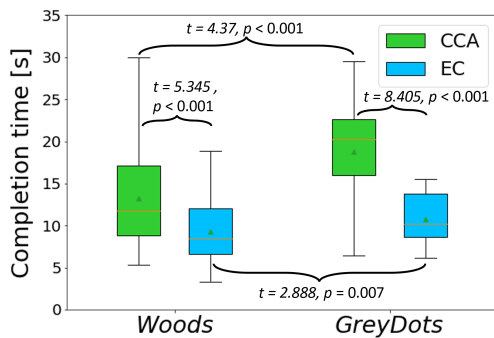 35
30
25
20
15
10
5
0
Completion time [s]
t = 4.37, p < 0.001
CCA
EC
t = 5.345 ,
p < 0.001
t = 8.405, p < 0.001
t = 2.888, p = 0.007
Woods
GreyDots